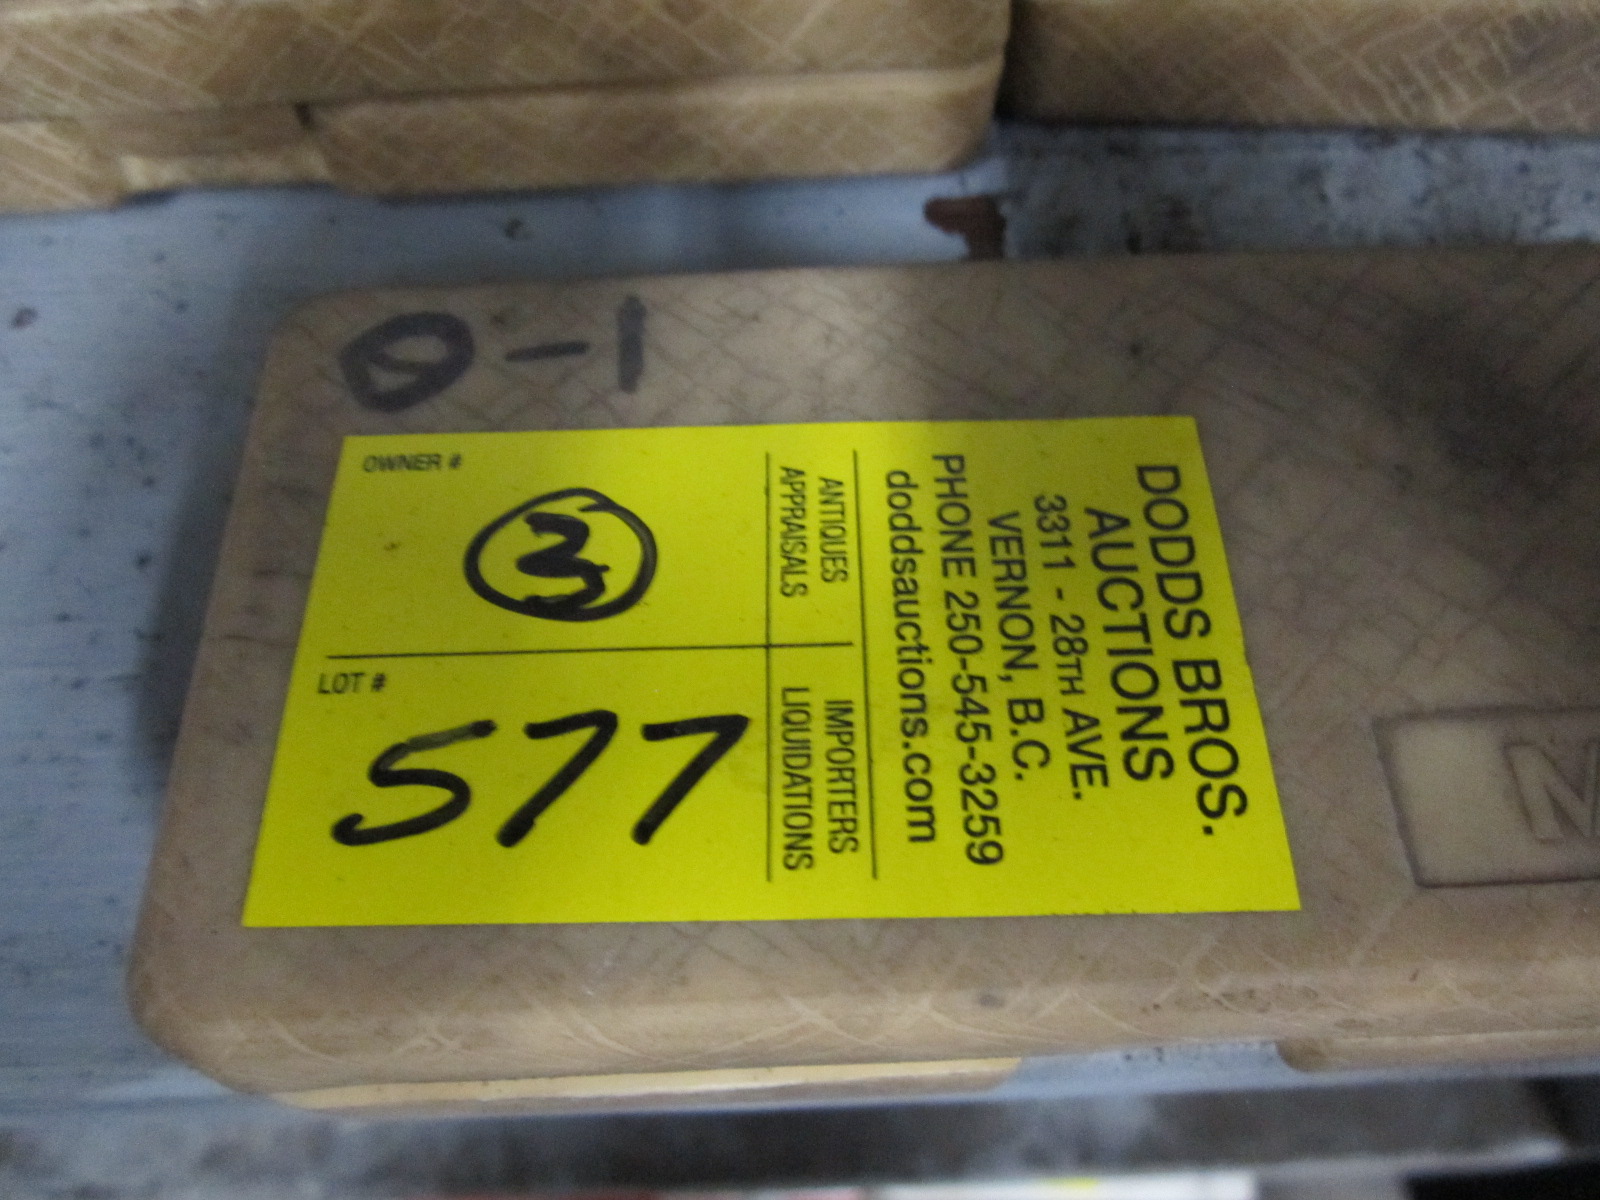 0-1
DODDS BROS.
AUCTIONS
3311 - 28TH AVE.
VERNON, B.C.
PHONE 250-545-3259
doddsauctions.com
ANTIQUES
APPRAISALS
IMPORTERS
LIQUIDATIONS
OWNER #
3
LOT #
577